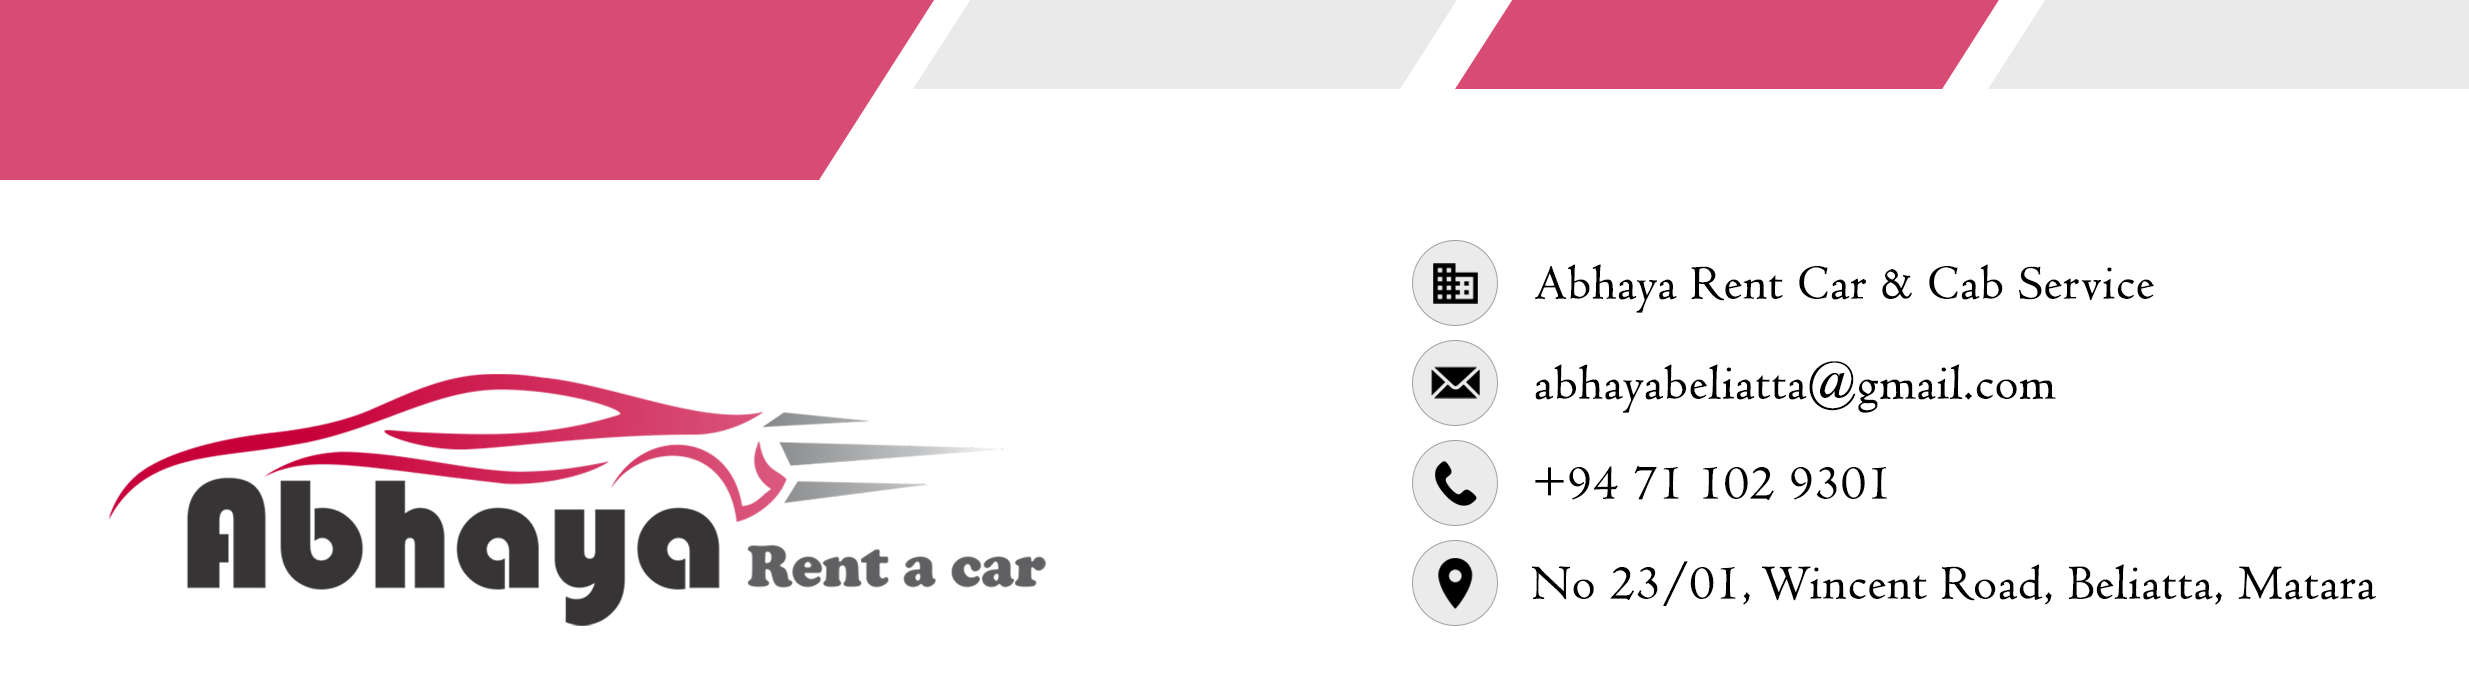 Abhaya Rent a car
Abhaya Rent Car & Cab Service
abhayabeliatta@gmail.com
+94 71 102 9301
No 23/01, Wincent Road, Beliatta, Matara